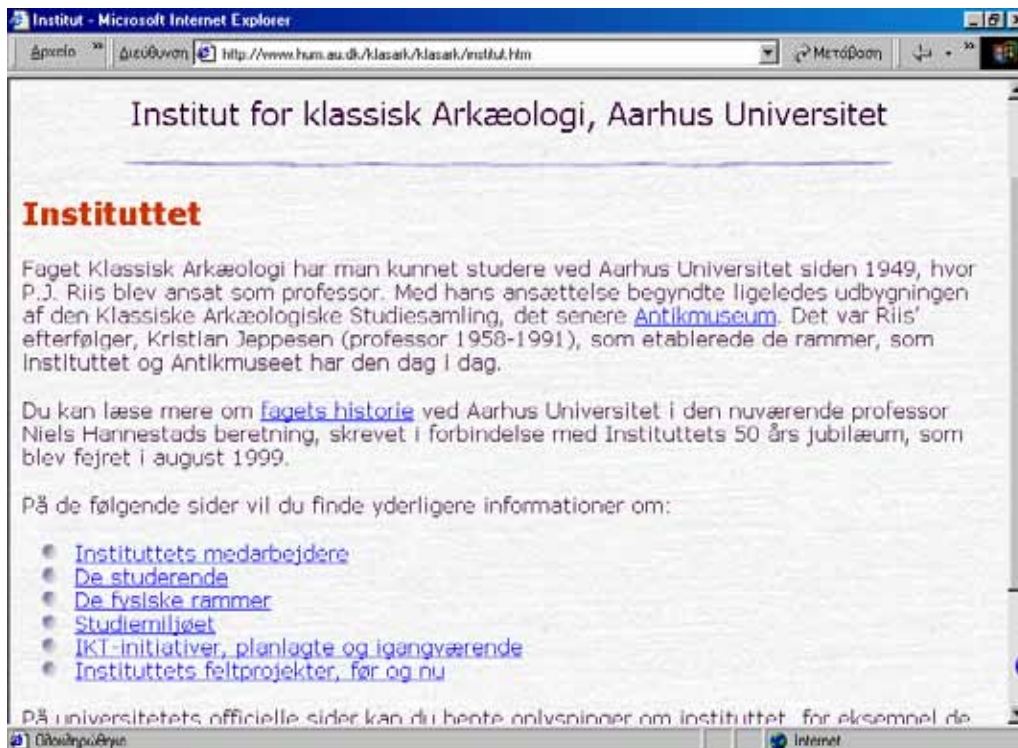 Institut - Microsoft Internet Explorer
Αρχείο » Διεύθυνση http://www.hum.au.dk/klasark/klasark/institut.htm Μετάβαση »
Institut for klassisk Arkæologi, Aarhus Universitet
Instituttet
Faget Klassisk Arkæologi har man kunnet studere ved Aarhus Universitet siden 1949, hvor
P.J. Riis blev ansat som professor. Med hans ansættelse begyndte ligeledes udbygningen
af den Klassiske Arkæologiske Studiesamling, det senere Antikmuseum. Det var Riis'
efterfølger, Kristian Jeppesen (professor 1958-1991), som etablerede de rammer, som
instituttet og Antikmuseet har den dag i dag.
Du kan læse mere om fagets historie ved Aarhus Universitet i den nuværende professor
Niels Hannestads beretning, skrevet i forbindelse med Instituttets 50 års jubilæum, som
blev fejret i august 1999.
På de følgende sider vil du finde yderligere informationer om:
Instituttets medarbejdere
De studerende
De fysiske rammer
Studiemiljøet
IKT-initiativer, planlagte og igangværende
Instituttets feltprojekter, før og nu
På universitetets officielle sider kan du hente oplysninger om instituttet, for eksempel de
Ολοκληρώθηκε Internet